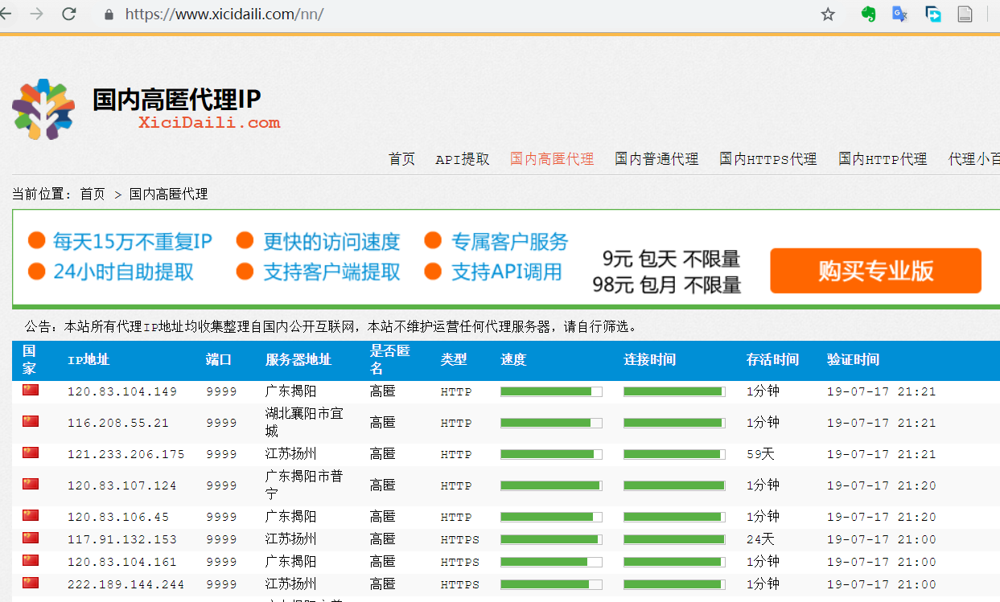 https://www.xicidaili.com/nn/
国内高匿代理IP
XiciDaili.com
首页 API提取 国内高匿代理 国内普通代理 国内HTTPS代理 国内HTTP代理 代理小百
当前位置: 首页 > 国内高匿代理
每天15万不重复IP 更快的访问速度 专属客户服务
24小时自助提取 支持客户端提取 支持API调用
9元 包天 不限量
98元 包月 不限量
购买专业版
公告: 本站所有代理IP地址均收集整理自国内公开互联网，本站不维护运营任何代理服务器，请自行筛选。
国家 IP地址 端口 服务器地址 是否匿名 类型 速度 连接时间 存活时间 验证时间
120.83.104.149 9999 广东揭阳 高匿 HTTP 1分钟 19-07-17 21:21
116.208.55.21 9999 湖北襄阳市宜城 高匿 HTTP 1分钟 19-07-17 21:21
121.233.206.175 9999 江苏扬州 高匿 HTTP 59天 19-07-17 21:21
120.83.107.124 9999 广东揭阳市普宁 高匿 HTTP 1分钟 19-07-17 21:20
120.83.106.45 9999 广东揭阳 高匿 HTTP 1分钟 19-07-17 21:20
117.91.132.153 9999 江苏扬州 高匿 HTTPS 24天 19-07-17 21:00
120.83.104.161 9999 广东揭阳 高匿 HTTPS 1分钟 19-07-17 21:00
222.189.144.244 9999 江苏扬州 高匿 HTTPS 1分钟 19-07-17 21:00